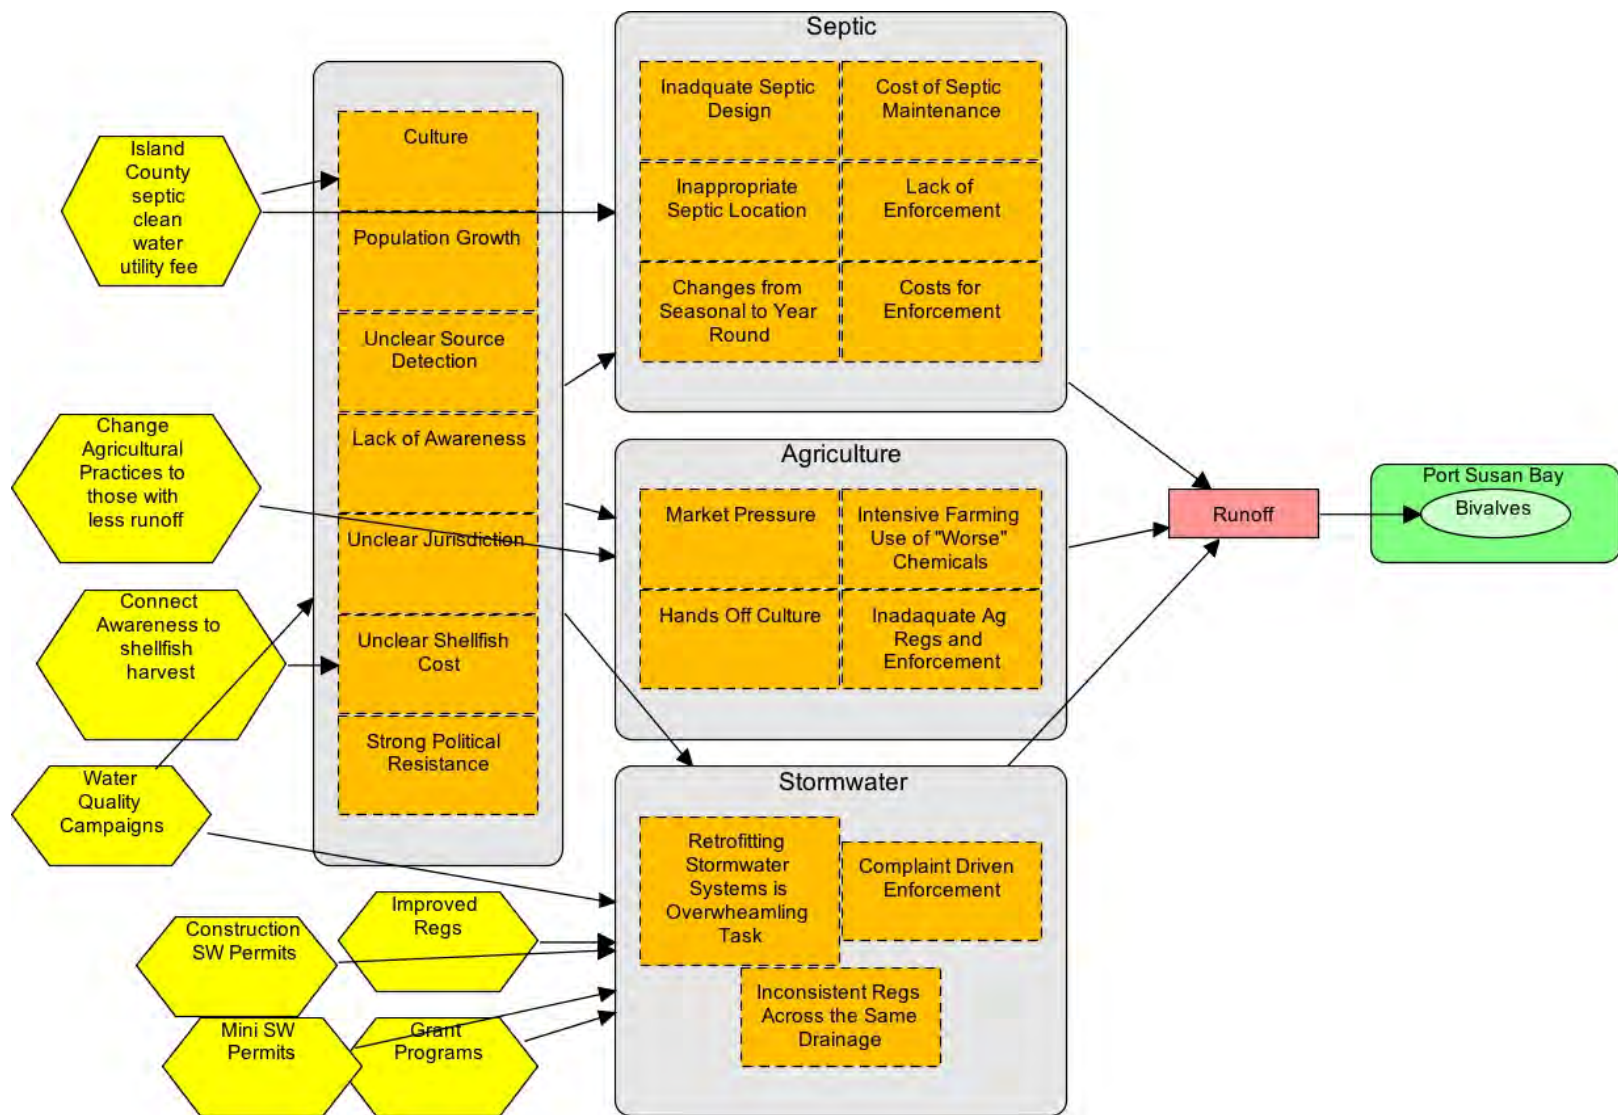 Island
County
septic
clean
water
utility fee
Change
Agricultural
Practices to
those with
less runoff
Connect
Awareness to
shellfish
harvest
Water
Quality
Campaigns
Construction
SW Permits
Improved
Regs
Mini SW
Permits
Grant
Programs
Culture
Population Growth
Unclear Source
Detection
Lack of Awareness
Unclear Jurisdiction
Unclear Shellfish
Cost
Strong Political
Resistance
Septic
Inadquate Septic
Design
Cost of Septic
Maintenance
Inappropriate
Septic Location
Lack of
Enforcement
Changes from
Seasonal to Year
Round
Costs for
Enforcement
Agriculture
Market Pressure
Intensive Farming
Use of "Worse"
Chemicals
Hands Off Culture
Inadaquate Ag
Regs and
Enforcement
Stormwater
Retrofitting
Stormwater
Systems is
Overwheamling
Task
Complaint Driven
Enforcement
Inconsistent Regs
Across the Same
Drainage
Runoff
Port Susan Bay
Bivalves